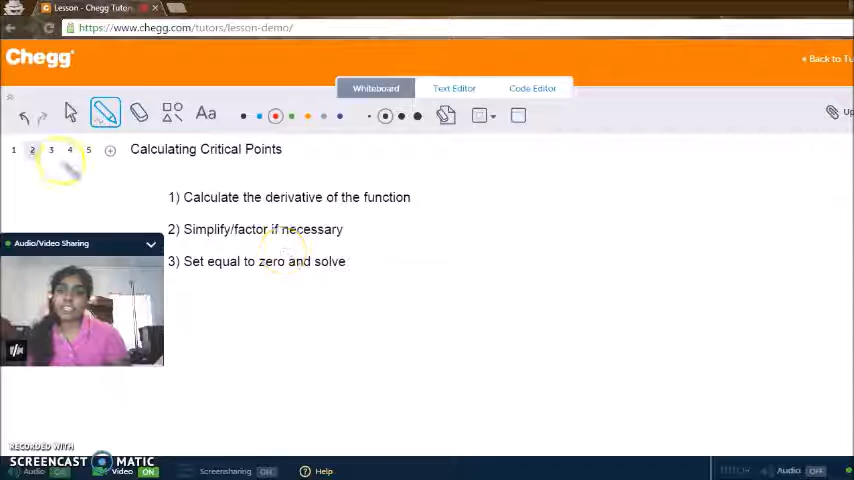 Lesson - Chegg Tutor
https://www.chegg.com/tutors/lesson-demo/
Chegg
Back to Tu
Whiteboard Text Editor Code Editor
Aa
Up
1 2 3 4 5 Calculating Critical Points
1) Calculate the derivative of the function
2) Simplify/factor if necessary
Audio/Video Sharing
3) Set equal to zero and solve
RECORDED WITH
SCREENCAST MATIC
Audio ON Video ON Screensharing OFF ? Help Audio OFF